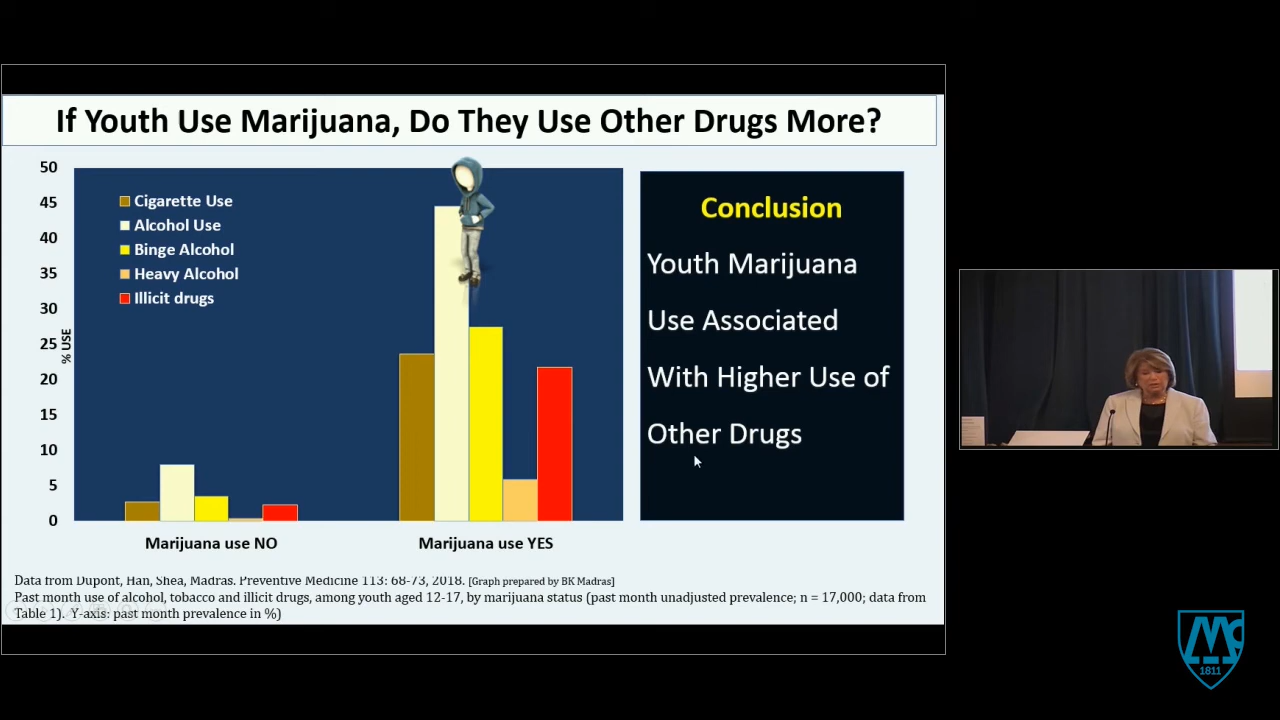 If Youth Use Marijuana, Do They Use Other Drugs More?
50
45
40
35
30
25
20
15
10
5
0
% USE
Cigarette Use
Alcohol Use
Binge Alcohol
Heavy Alcohol
Illicit drugs
Marijuana use NO
Marijuana use YES
Conclusion
Youth Marijuana
Use Associated
With Higher Use of
Other Drugs
Data from Dupont, Han, Shea, Madras. Preventive Medicine 113: 68-73, 2018. [Graph prepared by BK Madras]
Past month use of alcohol, tobacco and illicit drugs, among youth aged 12-17, by marijuana status (past month unadjusted prevalence; n = 17,000; data from
Table 1). Y-axis: past month prevalence in %)
1811